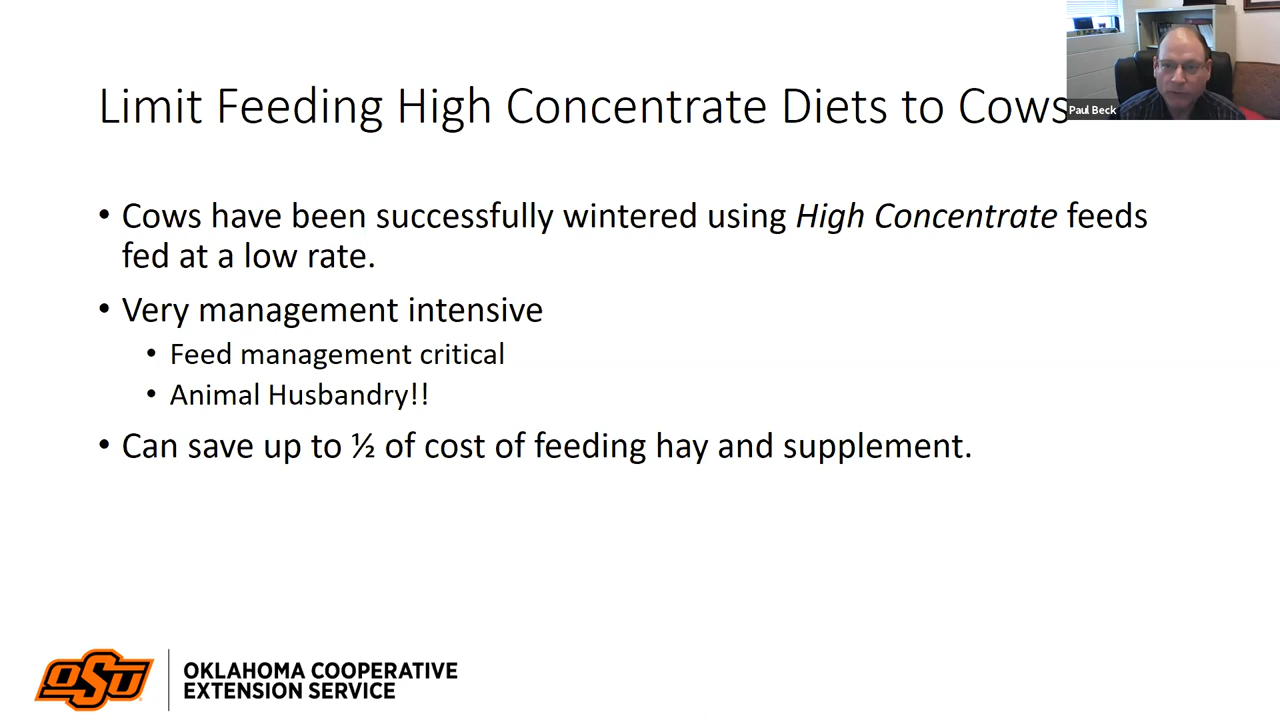 Limit Feeding High Concentrate Diets to Cows
Paul Beck
• Cows have been successfully wintered using High Concentrate feeds
fed at a low rate.
• Very management intensive
• Feed management critical
• Animal Husbandry!!
• Can save up to ½ of cost of feeding hay and supplement.
OSU
OKLAHOMA COOPERATIVE
EXTENSION SERVICE